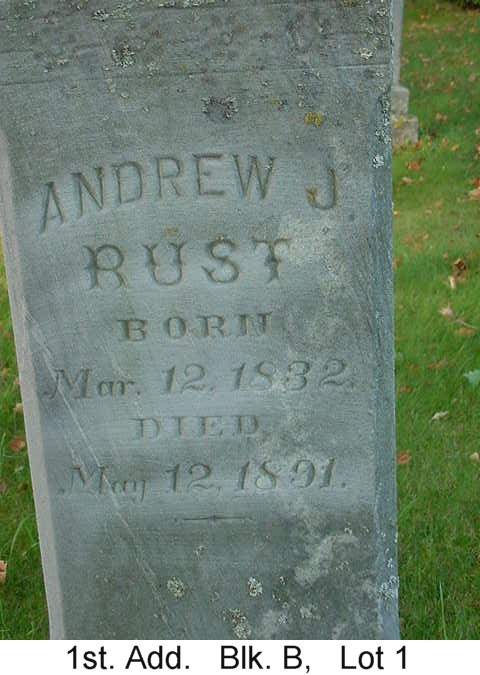 ANDREW J
RUST
BORN
Mar. 12, 1832.
DIED
May 12, 1891.
1st. Add.   Blk. B,   Lot 1